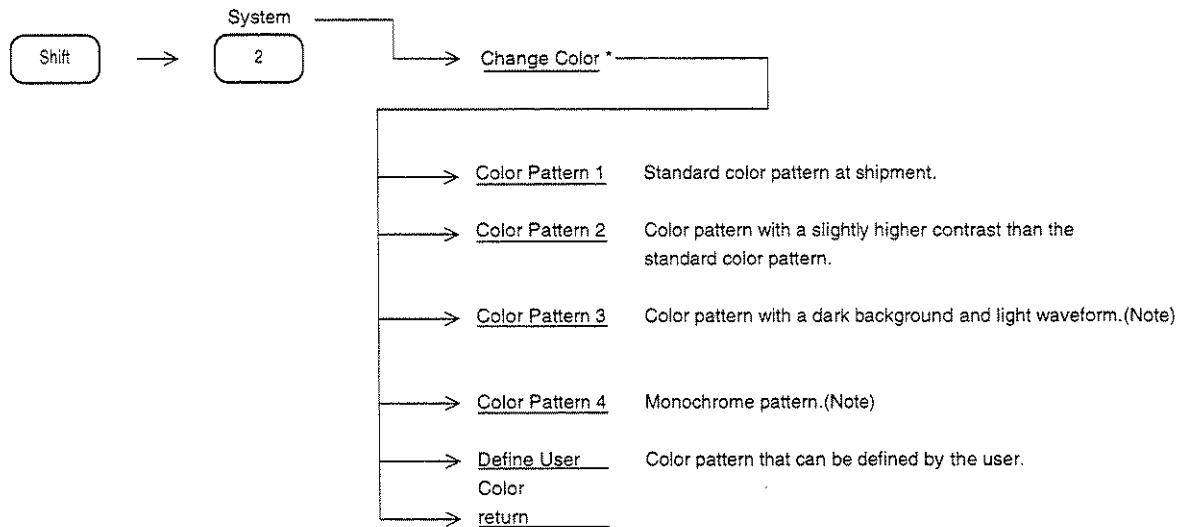 System
Shift
2
Change Color *
Color Pattern 1 Standard color pattern at shipment.
Color Pattern 2 Color pattern with a slightly higher contrast than the
standard color pattern.
Color Pattern 3 Color pattern with a dark background and light waveform.(Note)
Color Pattern 4 Monochrome pattern.(Note)
Define User Color pattern that can be defined by the user.
Color
return